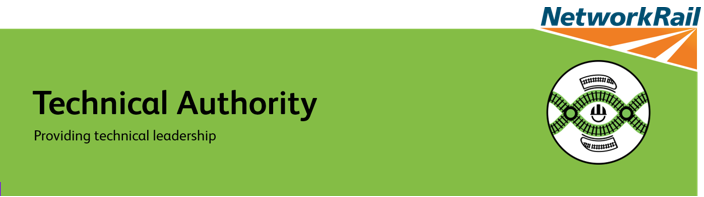 NetworkRail
Technical Authority
Providing technical leadership